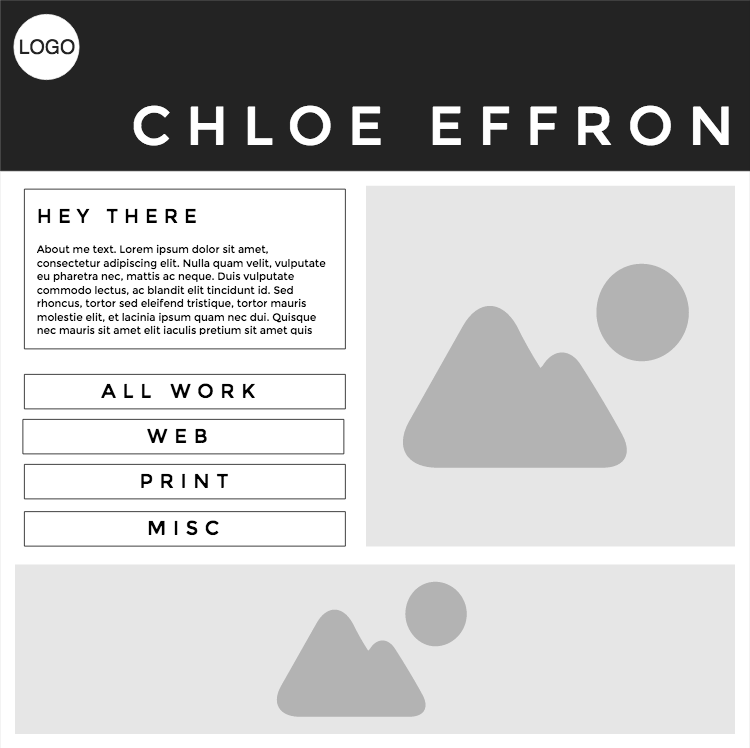 LOGO
CHLOE EFFRON
HEY THERE
About me text. Lorem ipsum dolor sit amet,
consectetur adipiscing elit. Nulla quam velit, vulputate
eu pharetra nec, mattis ac neque. Duis vulputate
commodo lectus, ac blandit elit tincidunt id. Sed
rhoncus, tortor sed eleifend tristique, tortor mauris
molestie elit, et lacinia ipsum quam nec dui. Quisque
nec mauris sit amet elit iaculis pretium sit amet quis
ALL WORK
WEB
PRINT
MISC